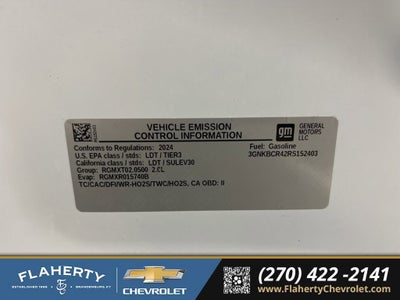 VEHICLE EMISSION
CONTROL INFORMATION
gm
GENERAL
MOTORS
LLC
Conforms to Regulations: 2024
U.S. EPA class / stds: LDT / TIER3
California class / stds: LDT / SULEV30
Group: RGMXT02.0500 2.CL
Evap: RGMXR015740B
TC/CAC/DFI/WR-HO2S/TWC/HO2S, CA OBD: II
Fuel: Gasoline
3GNKBCR42RS152403
FLAHERTY
CHEVROLET
(270) 422-2141
www.FlahertyChevrolet.com